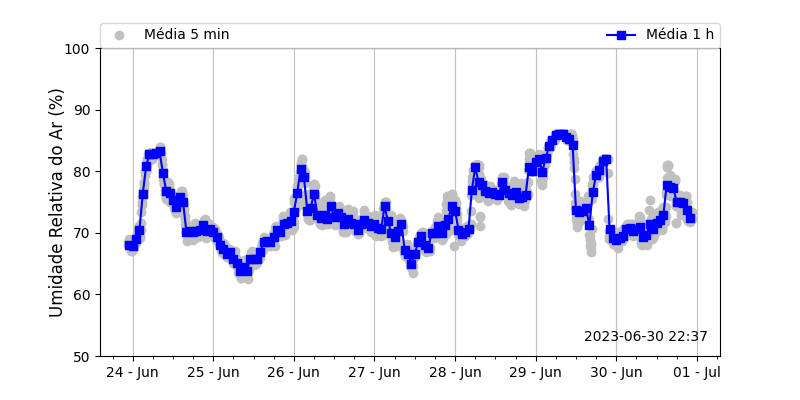 Média 5 min
Média 1 h
Umidade Relativa do Ar (%)
100
90
80
70
60
50
2023-06-30 22:37
24 - Jun
25 - Jun
26 - Jun
27 - Jun
28 - Jun
29 - Jun
30 - Jun
01 - Jul